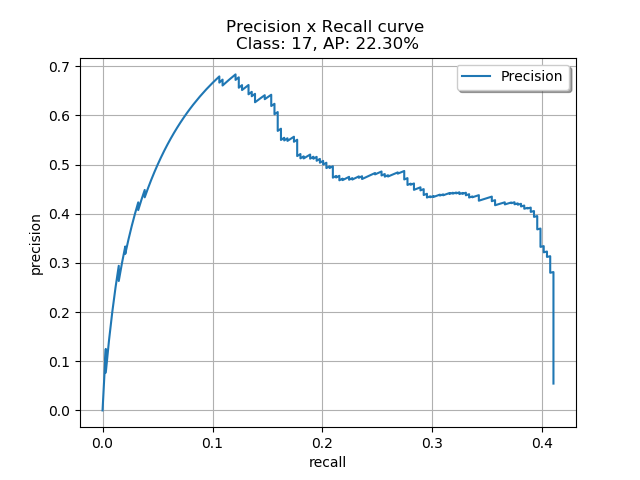 Precision x Recall curve
Class: 17, AP: 22.30%
Precision
0.7
0.6
0.5
0.4
0.3
0.2
0.1
0.0
precision
0.0 0.1 0.2 0.3 0.4
recall